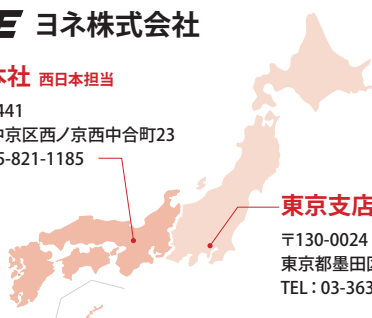 E ヨネ株式会社
本社 西日本担当
441
中京区西ノ京西中合町23
5-821-1185
東京支店
〒130-0024
東京都墨田区
TEL：03-363